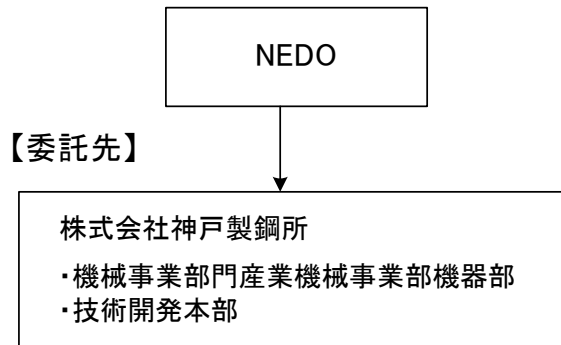 NEDO
【委託先】
株式会社神戸製鋼所
・機械事業部門産業機械事業部機器部
・技術開発本部